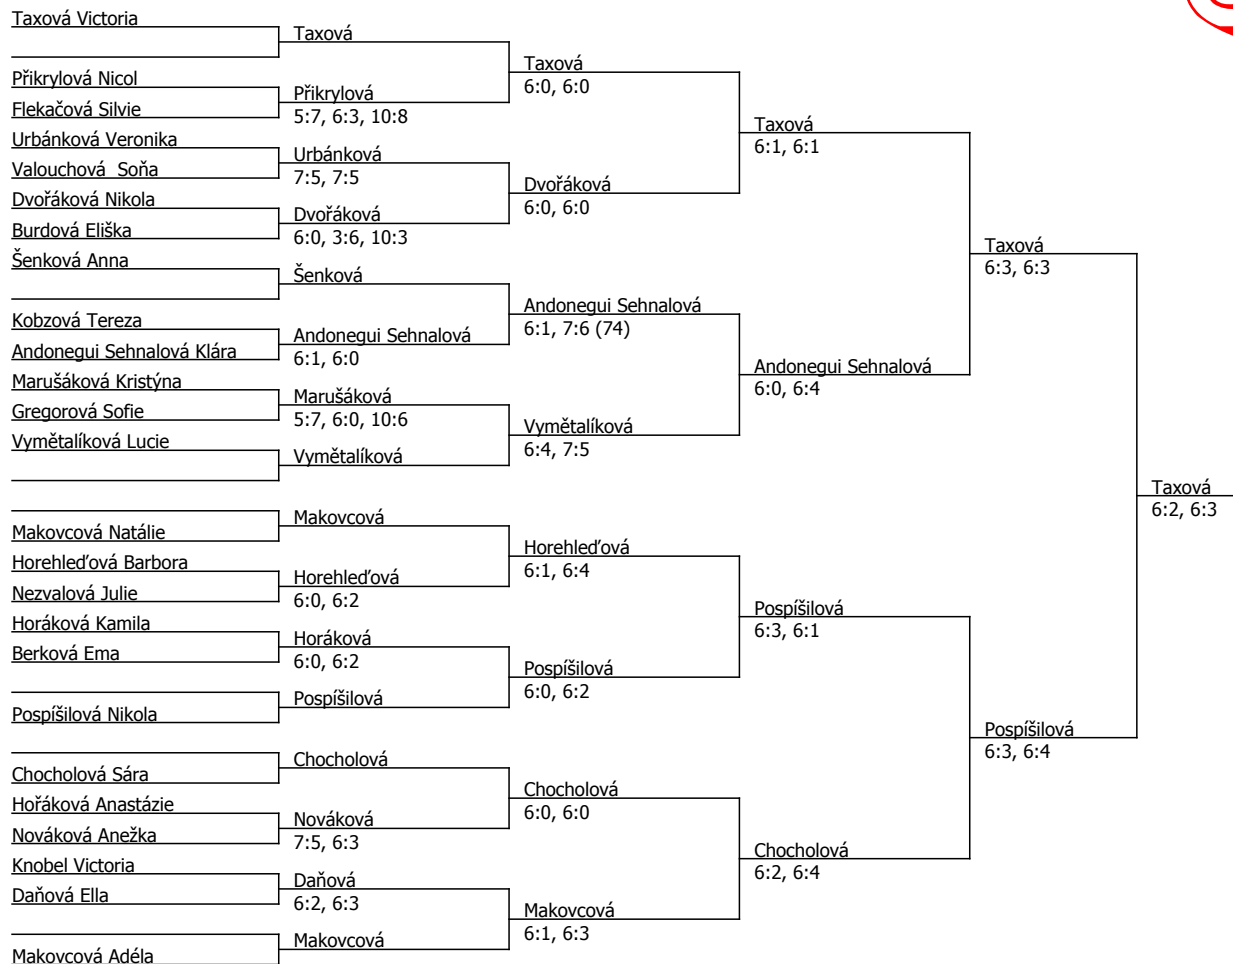 Taxová Victoria
Přikrylová Nicol
Flekačová Silvie
Urbánková Veronika
Valouchová  Soňa
Dvořáková Nikola
Burdová Eliška
Šenková Anna
Kobzová Tereza
Andonegui Sehnalová Klára
Marušáková Kristýna
Gregorová Sofie
Vymětalíková Lucie
Makovcová Natálie
Horehleďová Barbora
Nezvalová Julie
Horáková Kamila
Berková Ema
Pospíšilová Nikola
Chocholová Sára
Hořáková Anastázie
Nováková Anežka
Knobel Victoria
Daňová Ella
Makovcová Adéla
Taxová
Přikrylová
5:7, 6:3, 10:8
Urbánková
7:5, 7:5
Dvořáková
6:0, 3:6, 10:3
Šenková
Andonegui Sehnalová
6:1, 6:0
Marušáková
5:7, 6:0, 10:6
Vymětalíková
Makovcová
Horehleďová
6:0, 6:2
Horáková
6:0, 6:2
Pospíšilová
Chocholová
Nováková
7:5, 6:3
Daňová
6:2, 6:3
Makovcová
Taxová
6:0, 6:0
Dvořáková
6:0, 6:0
Andonegui Sehnalová
6:1, 7:6 (74)
Vymětalíková
6:4, 7:5
Horehleďová
6:1, 6:4
Pospíšilová
6:0, 6:2
Chocholová
6:0, 6:0
Makovcová
6:1, 6:3
Taxová
6:1, 6:1
Andonegui Sehnalová
6:0, 6:4
Pospíšilová
6:3, 6:1
Chocholová
6:2, 6:4
Taxová
6:3, 6:3
Pospíšilová
6:3, 6:4
Taxová
6:2, 6:3